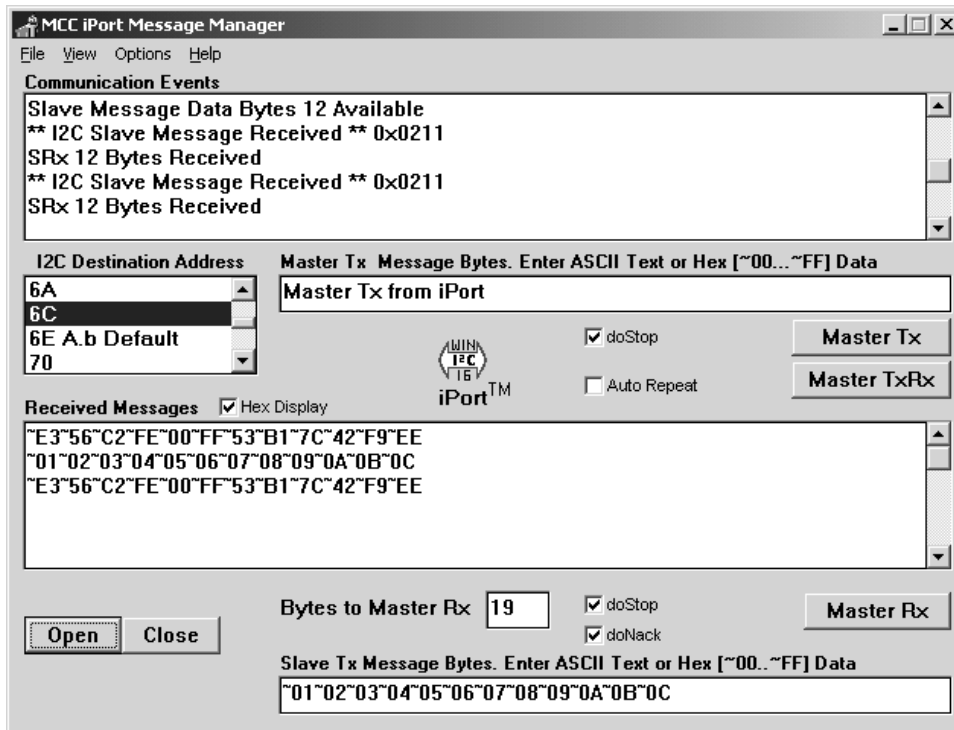 MCC iPort Message Manager
File View Options Help
Communication Events
Slave Message Data Bytes 12 Available
** I2C Slave Message Received ** 0x0211
SRx 12 Bytes Received
** I2C Slave Message Received ** 0x0211
SRx 12 Bytes Received
I2C Destination Address
Master Tx Message Bytes. Enter ASCII Text or Hex [~00...~FF] Data
6A
6C
6E A.b Default
70
Master Tx from iPort
WIN
I²C
16
iPort™
doStop
Master Tx
Auto Repeat
Master TxRx
Received Messages
Hex Display
~E3~56~C2~FE~00~FF~53~B1~7C~42~F9~EE
~01~02~03~04~05~06~07~08~09~0A~0B~0C
~E3~56~C2~FE~00~FF~53~B1~7C~42~F9~EE
Open
Close
Bytes to Master Rx 19
doStop
doNack
Master Rx
Slave Tx Message Bytes. Enter ASCII Text or Hex [~00..~FF] Data
~01~02~03~04~05~06~07~08~09~0A~0B~0C